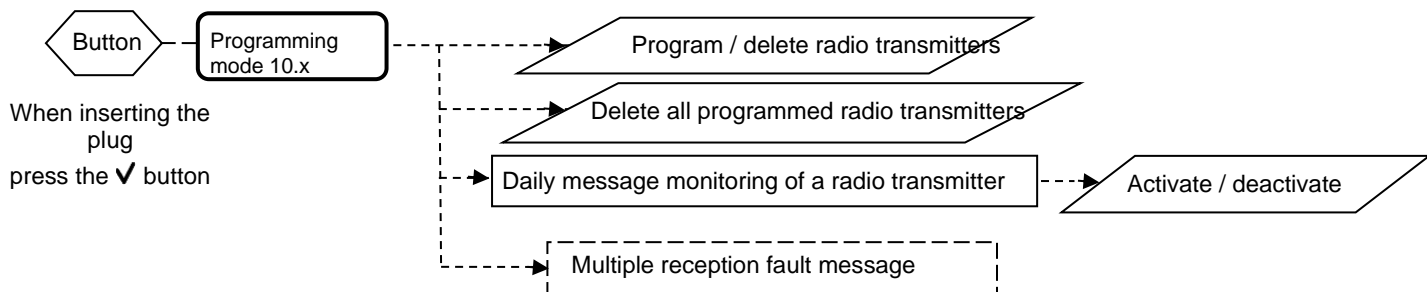 Button
Programming
mode 10.x
When inserting the
plug
press the ✔ button
Program / delete radio transmitters
Delete all programmed radio transmitters
Daily message monitoring of a radio transmitter
Activate / deactivate
Multiple reception fault message